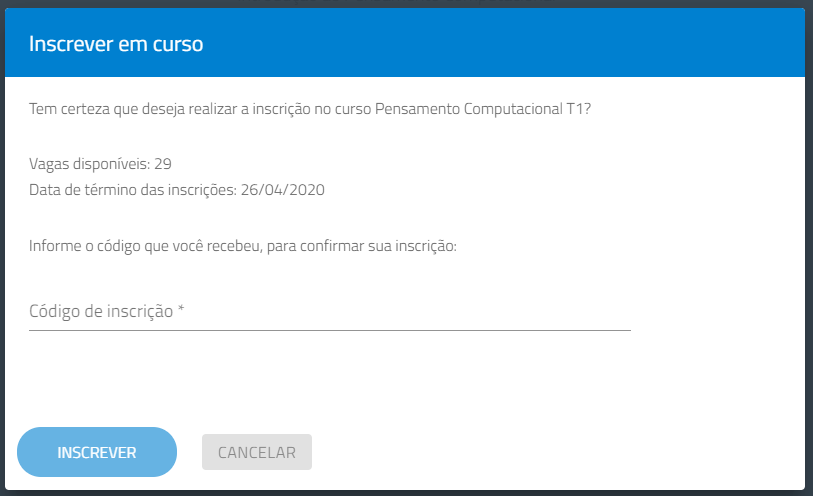 Inscrever em curso
Tem certeza que deseja realizar a inscrição no curso Pensamento Computacional T1?
Vagas disponíveis: 29
Data de término das inscrições: 26/04/2020
Informe o código que você recebeu, para confirmar sua inscrição:
Código de inscrição *
INSCREVER
CANCELAR